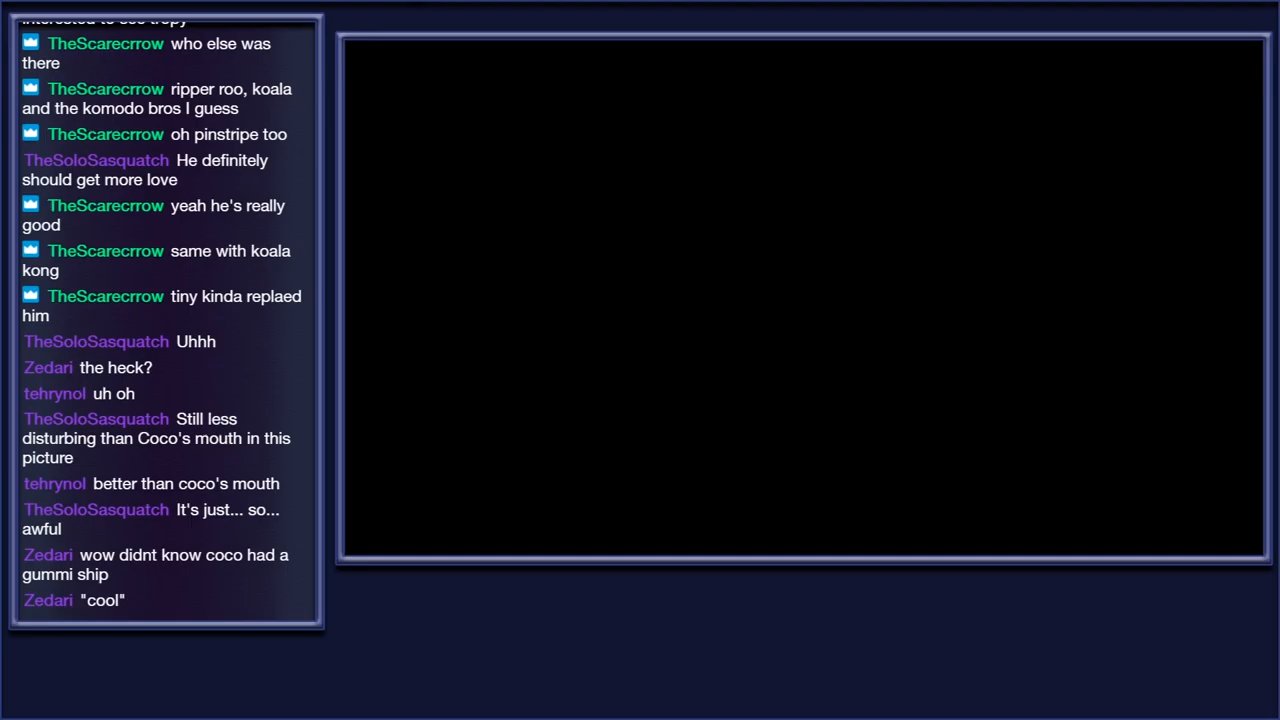 interested to see tropy
TheScarecrrow who else was
there
TheScarecrrow ripper roo, koala
and the komodo bros I guess
TheScarecrrow oh pinstripe too
TheSoloSasquatch He definitely
should get more love
TheScarecrrow yeah he's really
good
TheScarecrrow same with koala
kong
TheScarecrrow tiny kinda replaed
him
TheSoloSasquatch Uhhh
Zedari the heck?
tehrynol uh oh
TheSoloSasquatch Still less
disturbing than Coco's mouth in this
picture
tehrynol better than coco's mouth
TheSoloSasquatch It's just... so...
awful
Zedari wow didnt know coco had a
gummi ship
Zedari "cool"